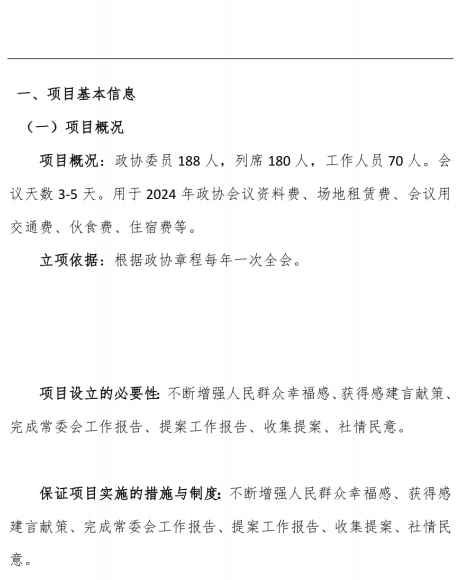 一、项目基本信息
（一）项目概况
项目概况：政协委员 188 人，列席 180 人，工作人员 70 人。会
议天数 3-5 天。用于 2024 年政协会议资料费、场地租赁费、会议用
交通费、伙食费、住宿费等。
立项依据：根据政协章程每年一次全会。
项目设立的必要性：不断增强人民群众幸福感、获得感建言献策、
完成常委会工作报告、提案工作报告、收集提案、社情民意。
保证项目实施的措施与制度：不断增强人民群众幸福感、获得感
建言献策、完成常委会工作报告、提案工作报告、收集提案、社情民
意。